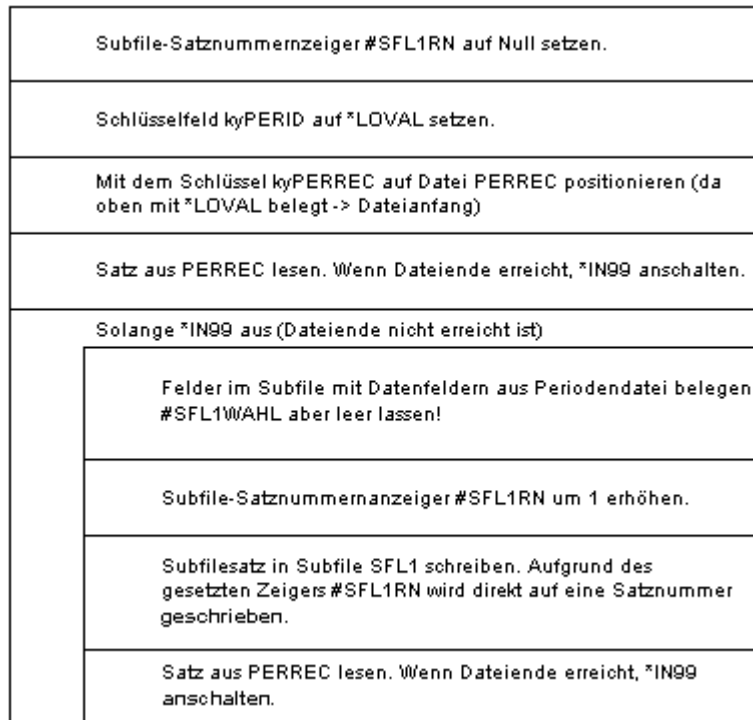 Subfile-Satznummernzeiger #SFL1RN auf Null setzen.
Schlüsselfeld kyPERID auf *LOVAL setzen.
Mit dem Schlüssel kyPERREC auf Datei PERREC positionieren (da
oben mit *LOVAL belegt -> Dateianfang)
Satz aus PERREC lesen. Wenn Dateiende erreicht, *IN99 anschalten.
Solange *IN99 aus (Dateiende nicht erreicht ist)
Felder im Subfile mit Datenfeldern aus Periodendatei belegen
#SFL1WAHL aber leer lassen!
Subfile-Satznummernanzeiger #SFL1RN um 1 erhöhen.
Subfilesatz in Subfile SFL1 schreiben. Aufgrund des
gesetzten Zeigers #SFL1RN wird direkt auf eine Satznummer
geschrieben.
Satz aus PERREC lesen. Wenn Dateiende erreicht, *IN99
anschalten.